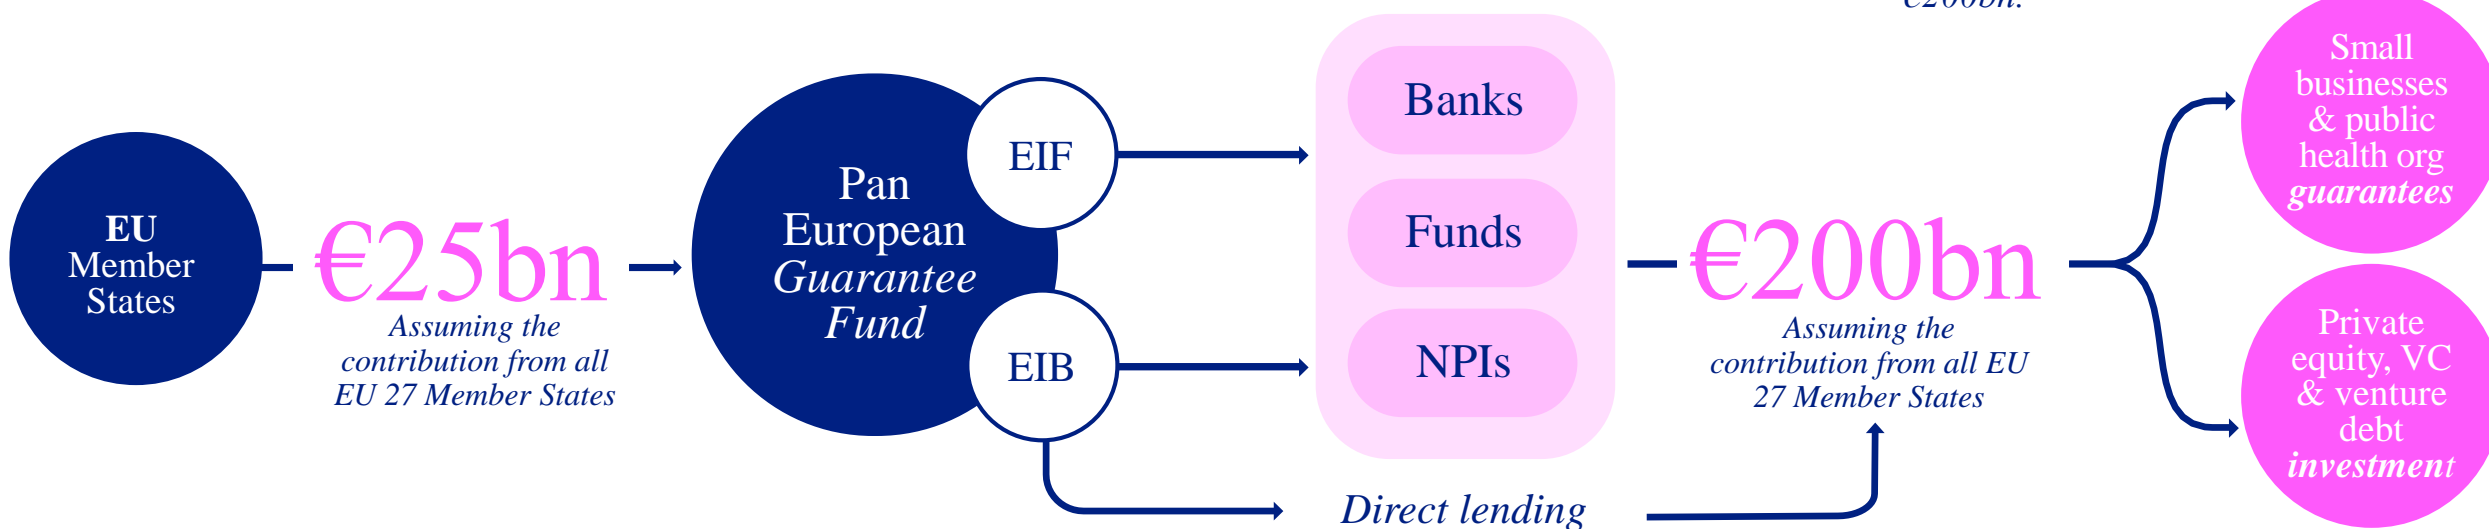 €200bn.
EU
Member
States
€25bn
Assuming the
contribution from all
EU 27 Member States
Pan
European
Guarantee
Fund
EIF
EIB
Banks
Funds
NPIs
Direct lending
€200bn
Assuming the
contribution from all EU
27 Member States
Small
businesses
& public
health org
guarantees
Private
equity, VC
& venture
debt
investment